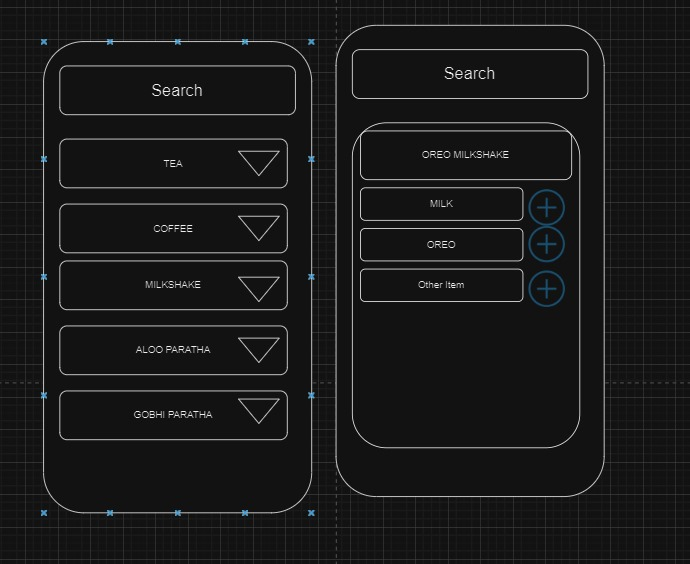 Search
TEA
COFFEE
MILKSHAKE
ALOO PARATHA
GOBHI PARATHA
Search
OREO MILKSHAKE
MILK
OREO
Other Item